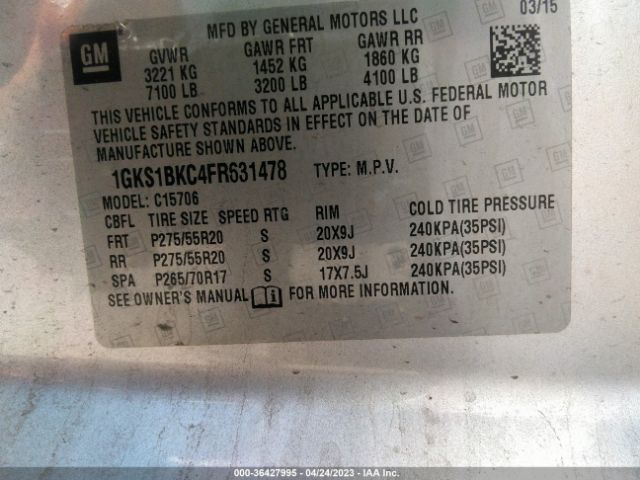 MFD BY GENERAL MOTORS LLC 03/15
GM GVWR GAWR FRT GAWR RR
3221 KG 1452 KG 1860 KG
7100 LB 3200 LB 4100 LB
THIS VEHICLE CONFORMS TO ALL APPLICABLE U.S. FEDERAL MOTOR
VEHICLE SAFETY STANDARDS IN EFFECT ON THE DATE OF
MANUFACTURE SHOWN ABOVE.
1GKS1BKC4FR631478 TYPE: M.P.V.
MODEL: C15706
CBFL TIRE SIZE SPEED RTG RIM COLD TIRE PRESSURE
FRT P275/55R20 S 20X9J 240KPA(35PSI)
RR P275/55R20 S 20X9J 240KPA(35PSI)
SPA P265/70R17 S 17X7.5J 240KPA(35PSI)
SEE OWNER'S MANUAL FOR MORE INFORMATION.
000-36427995 - 04/24/2023 - IAA Inc.